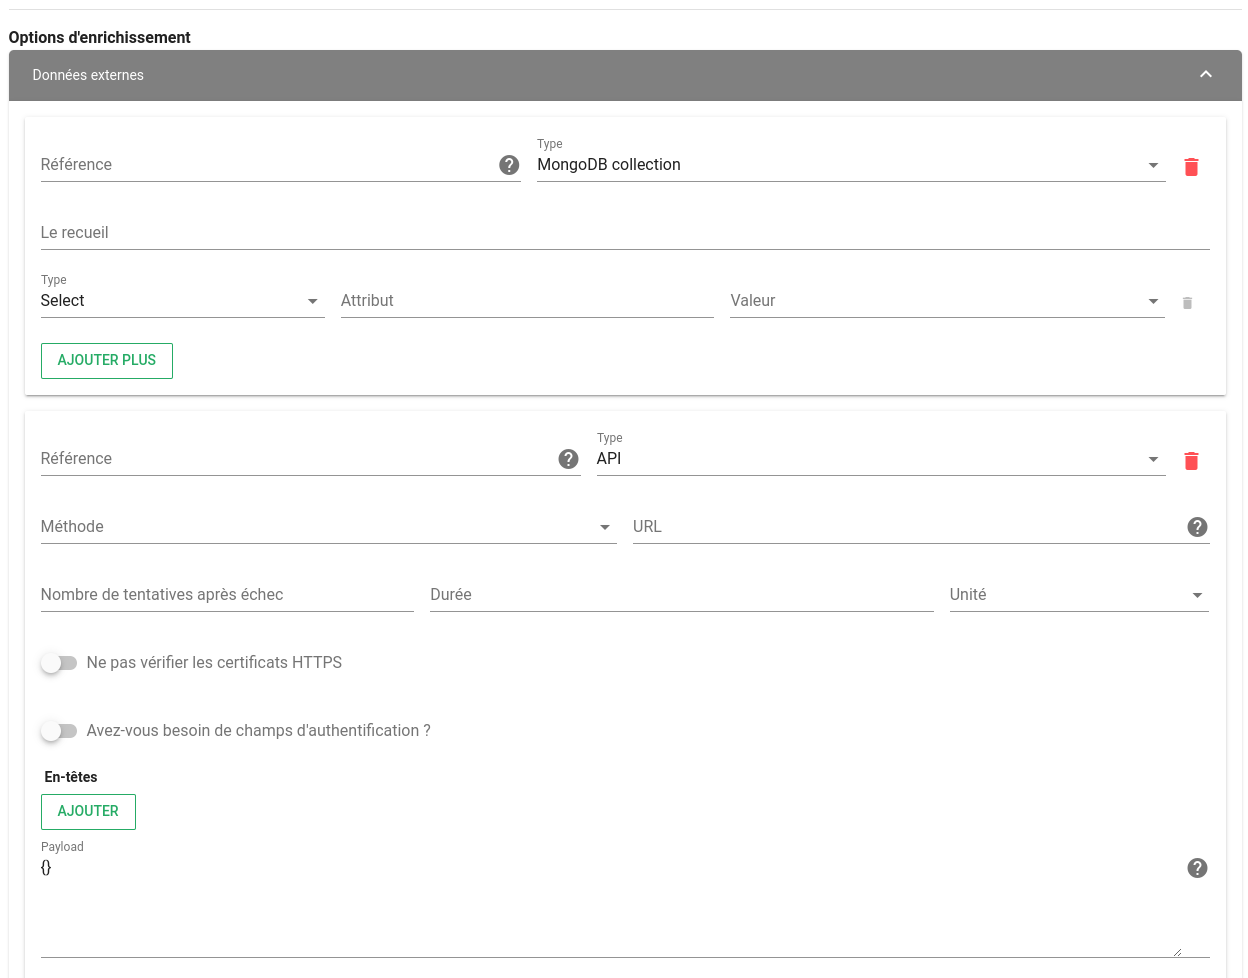 Options d'enrichissement
Données externes
Type
Référence
MongoDB collection
Le recueil
Type
Select
Attribut
Valeur
AJOUTER PLUS
Type
Référence
API
Méthode
URL
Nombre de tentatives après échec
Durée
Unité
Ne pas vérifier les certificats HTTPS
Avez-vous besoin de champs d'authentification ?
En-têtes
AJOUTER
Payload
{}